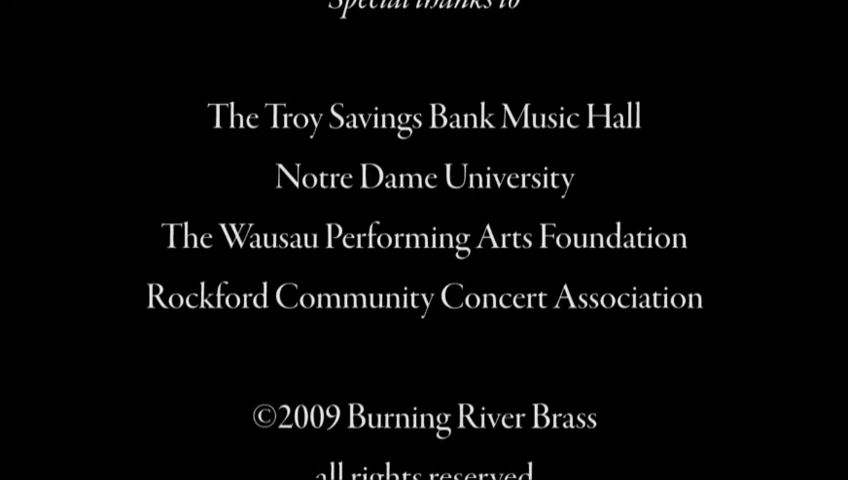 Special thanks to
The Troy Savings Bank Music Hall
Notre Dame University
The Wausau Performing Arts Foundation
Rockford Community Concert Association
©2009 Burning River Brass
all rights reserved